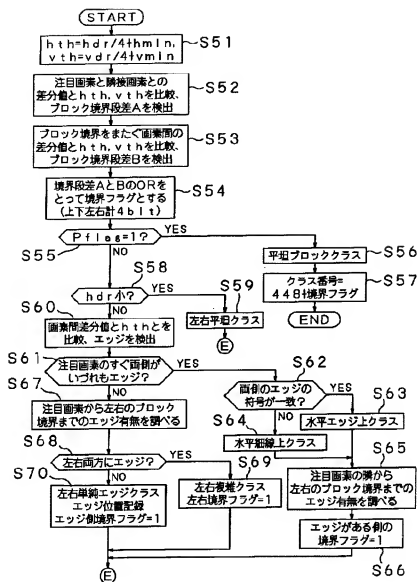 START
hth=hdr/4+hmin,
vth=vdr/4+vmin
S51
注目画素と隣接画素との
差分値とhth,vthを比較、
ブロック境界段差Aを検出
S52
ブロック境界をまたぐ画素間の
差分値とhth,vthを比較、
ブロック境界段差Bを検出
S53
境界段差AとBのORを
とって境界フラグとする
(上下左右計4bit)
S54
Pflag=1?
YES
S55
NO
平坦ブロッククラス
S56
クラス番号=
448+境界フラグ
S57
END
S58
hdr小?
YES
S59
NO
左右平坦クラス
E
S60
画素間差分値とhthとを
比較、エッジを検出
S61
注目画素のすぐ両側が
いづれもエッジ?
YES
S62
NO
両側のエッジの
符号が一致?
YES
S63
NO
水平エッジ上クラス
S64
水平細線上クラス
S65
S67
注目画素から左右のブロック
境界までのエッジ有無を調べる
注目画素の隣から
左右のブロック境界までの
エッジ有無を調べる
S68
左右両方にエッジ?
YES
S69
NO
S70
左右単純エッジクラス
エッジ位置記録
エッジ側境界フラグ=1
左右複雑クラス
左右境界フラグ=1
エッジがある側の
境界フラグ=1
S66
E